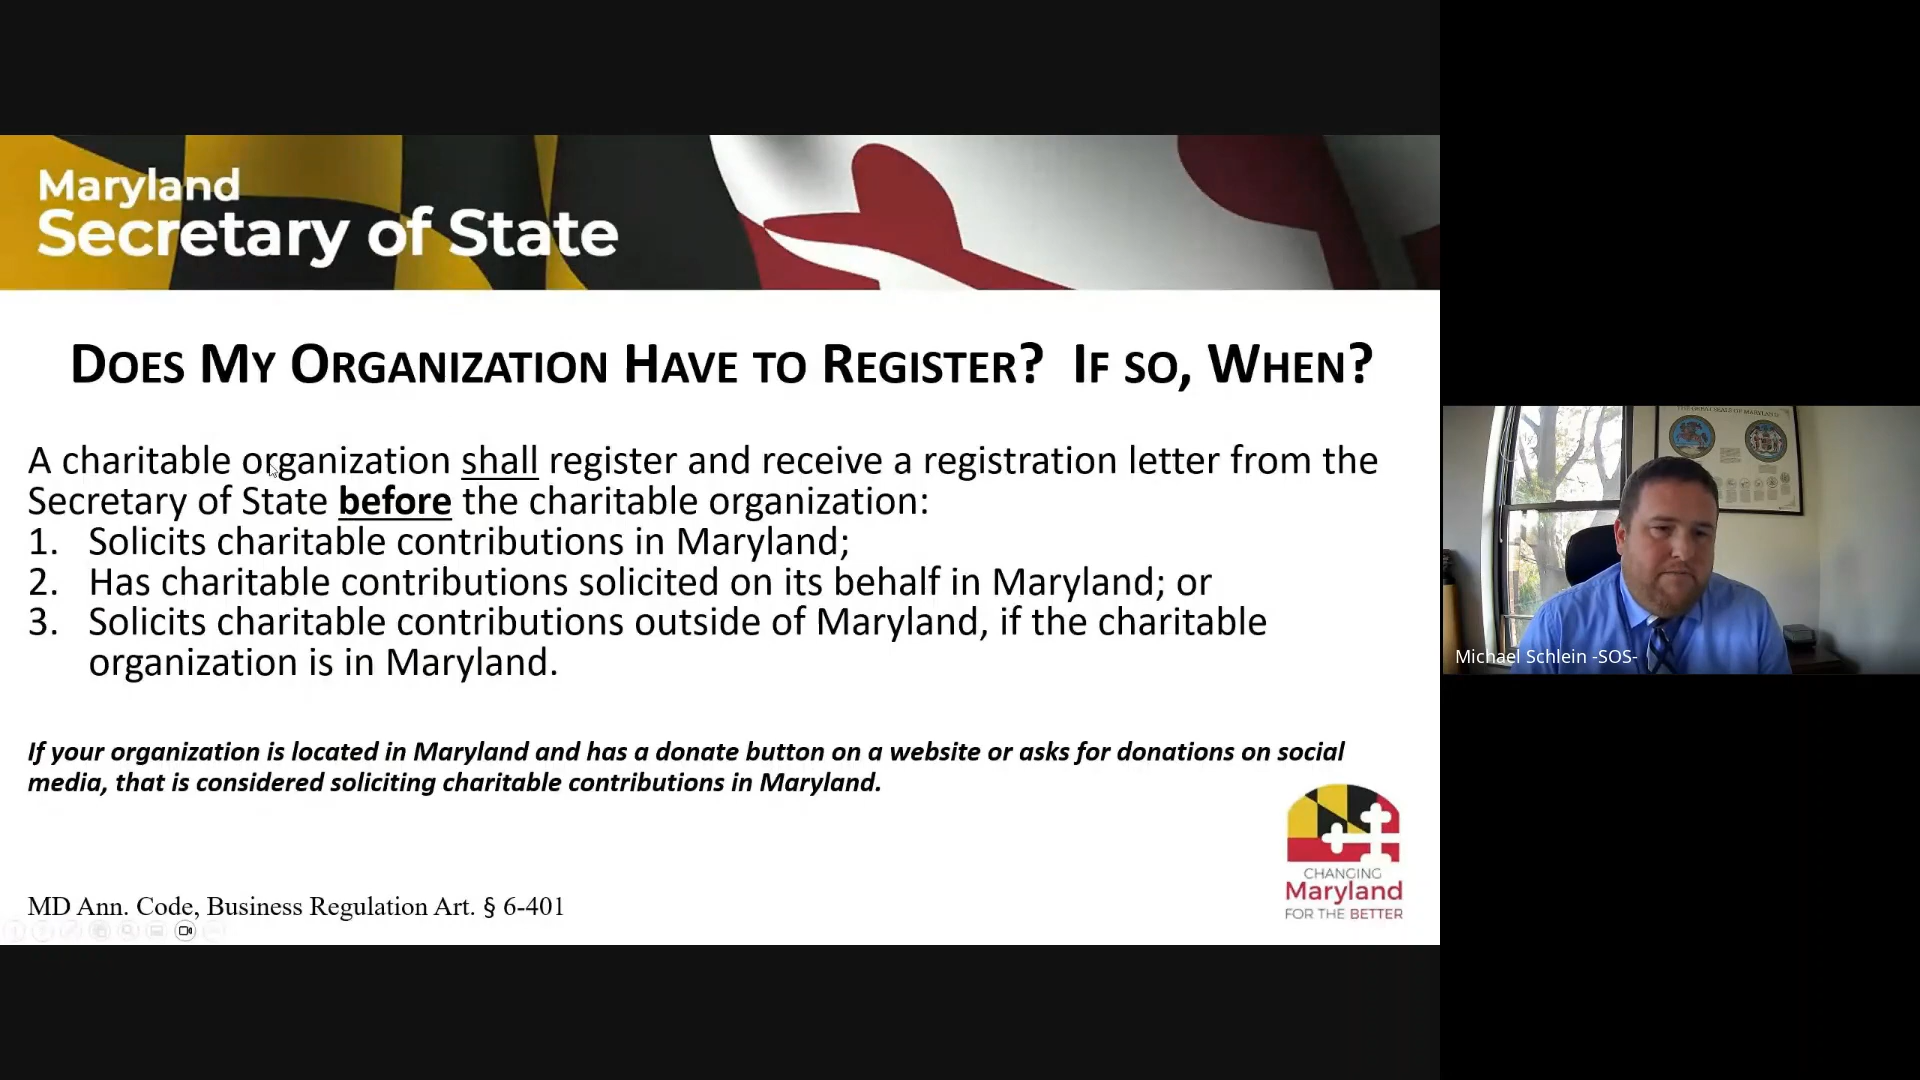 Maryland
Secretary of State
DOES MY ORGANIZATION HAVE TO REGISTER? IF SO, WHEN?
A charitable organization shall register and receive a registration letter from the
Secretary of State before the charitable organization:
1. Solicits charitable contributions in Maryland;
2. Has charitable contributions solicited on its behalf in Maryland; or
3. Solicits charitable contributions outside of Maryland, if the charitable
organization is in Maryland.
If your organization is located in Maryland and has a donate button on a website or asks for donations on social
media, that is considered soliciting charitable contributions in Maryland.
CHANGING
Maryland
FOR THE BETTER
MD Ann. Code, Business Regulation Art. § 6-401
THE GREAT SEALS OF MARYLAND
Michael Schlein -SOS-